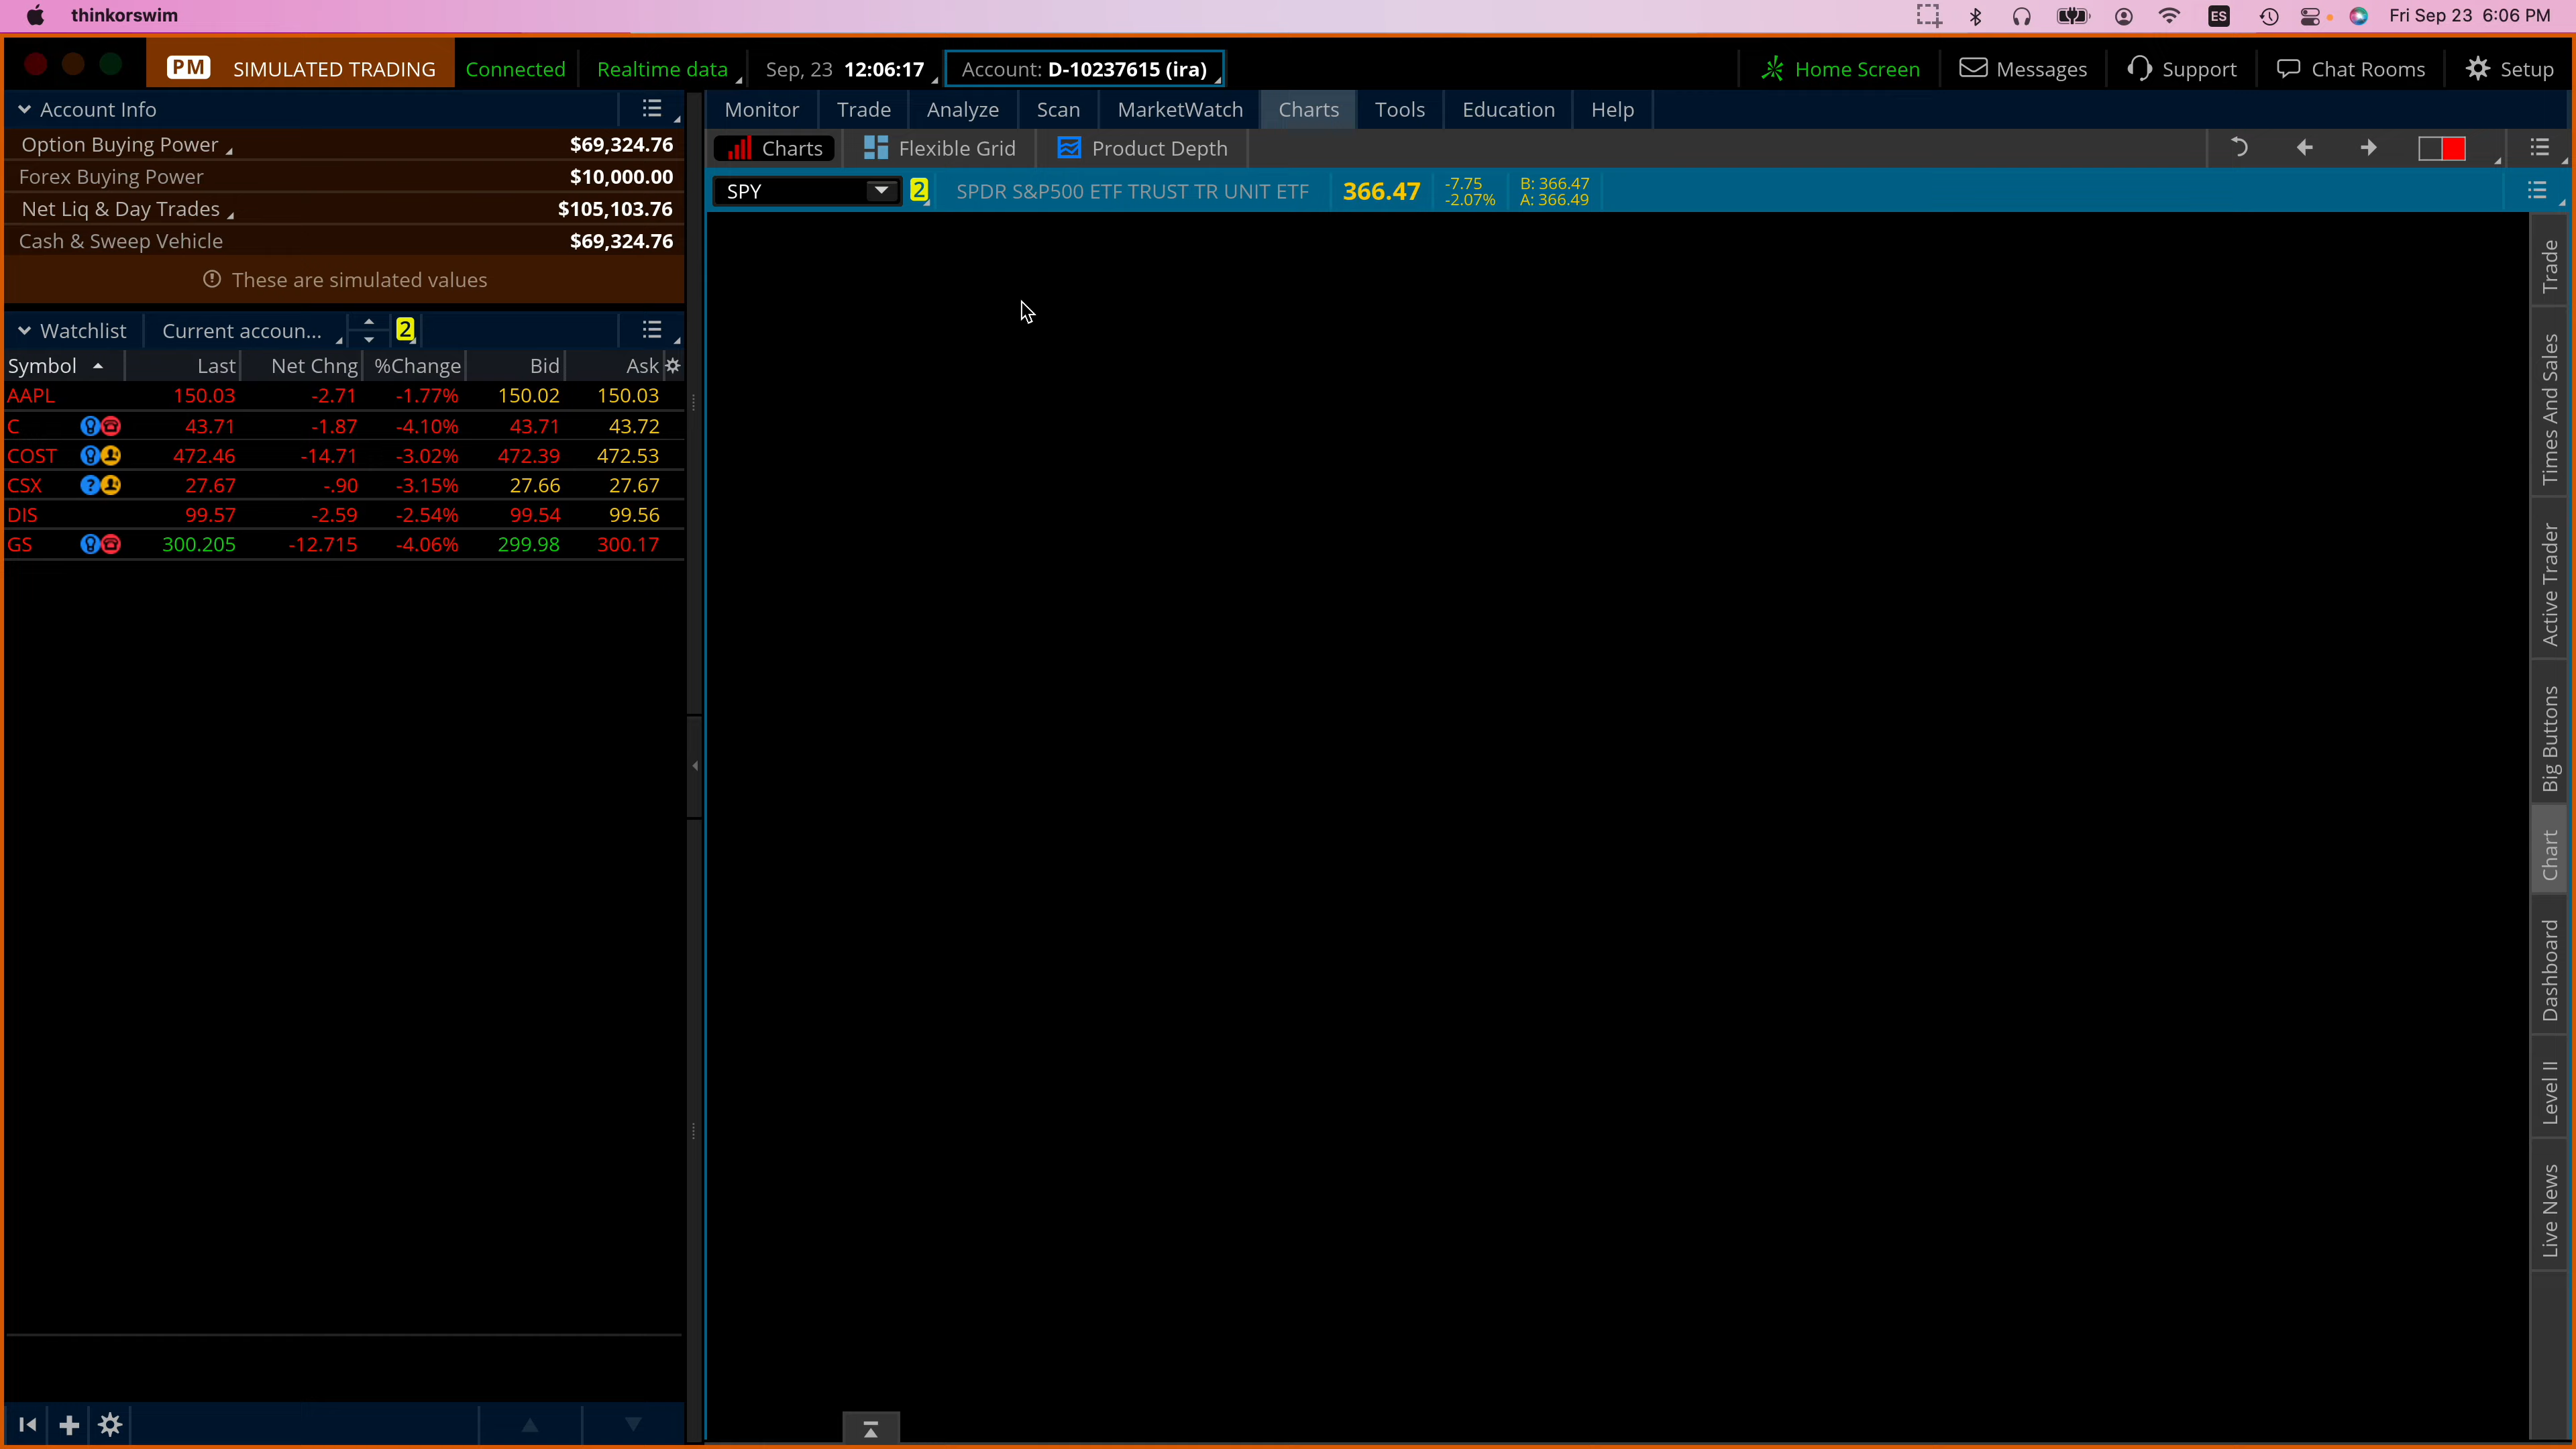 thinkorswim
ES
Fri Sep 23 6:06 PM
PM SIMULATED TRADING
Connected
Realtime data
Sep, 23 12:06:17
Account: D-10237615 (ira)
Home Screen
Messages
Support
Chat Rooms
Setup
Account Info
Option Buying Power $69,324.76
Forex Buying Power $10,000.00
Net Liq & Day Trades $105,103.76
Cash & Sweep Vehicle $69,324.76
These are simulated values
Watchlist Current accoun... 2
Symbol Last Net Chng %Change Bid Ask
AAPL 150.03 -2.71 -1.77% 150.02 150.03
C 43.71 -1.87 -4.10% 43.71 43.72
COST 472.46 -14.71 -3.02% 472.39 472.53
CSX ? 27.67 -.90 -3.15% 27.66 27.67
DIS 99.57 -2.59 -2.54% 99.54 99.56
GS 300.205 -12.715 -4.06% 299.98 300.17
Monitor Trade Analyze Scan MarketWatch Charts Tools Education Help
Charts Flexible Grid Product Depth
SPY 2 SPDR S&P500 ETF TRUST TR UNIT ETF 366.47
-7.75
-2.07%
B: 366.47
A: 366.49
Trade
Times And Sales
Active Trader
Big Buttons
Chart
Dashboard
Level II
Live News